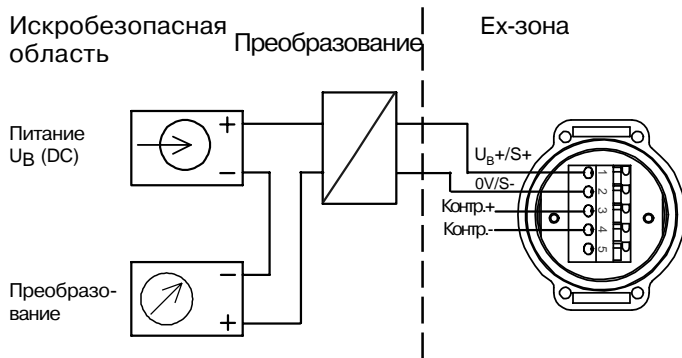 Искробезопасная
область
Преобразование
Ex-зона
Питание
UB (DC)
+
−
UB+/S+
0V/S-
Контр.+
Контр.-
1
2
3
4
5
Преобразо-
вание
−
+